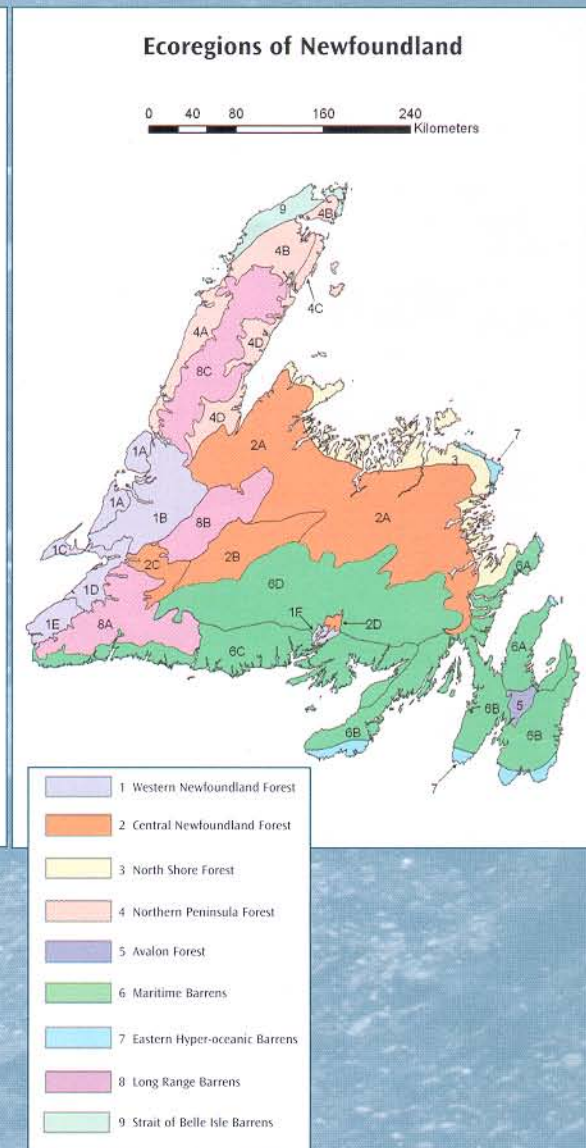 Ecoregions of Newfoundland
0 40 80 160 240
Kilometers
9
4B
4B
4C
4A
4D
8C
4D
7
1A
2A
3
1A
2A
1B
8B
1C
2C
2B
6A
6D
1D
1F
2D
6A
1E
8A
6C
5
6B
6B
6B
7
1 Western Newfoundland Forest
2 Central Newfoundland Forest
3 North Shore Forest
4 Northern Peninsula Forest
5 Avalon Forest
6 Maritime Barrens
7 Eastern Hyper-oceanic Barrens
8 Long Range Barrens
9 Strait of Belle Isle Barrens